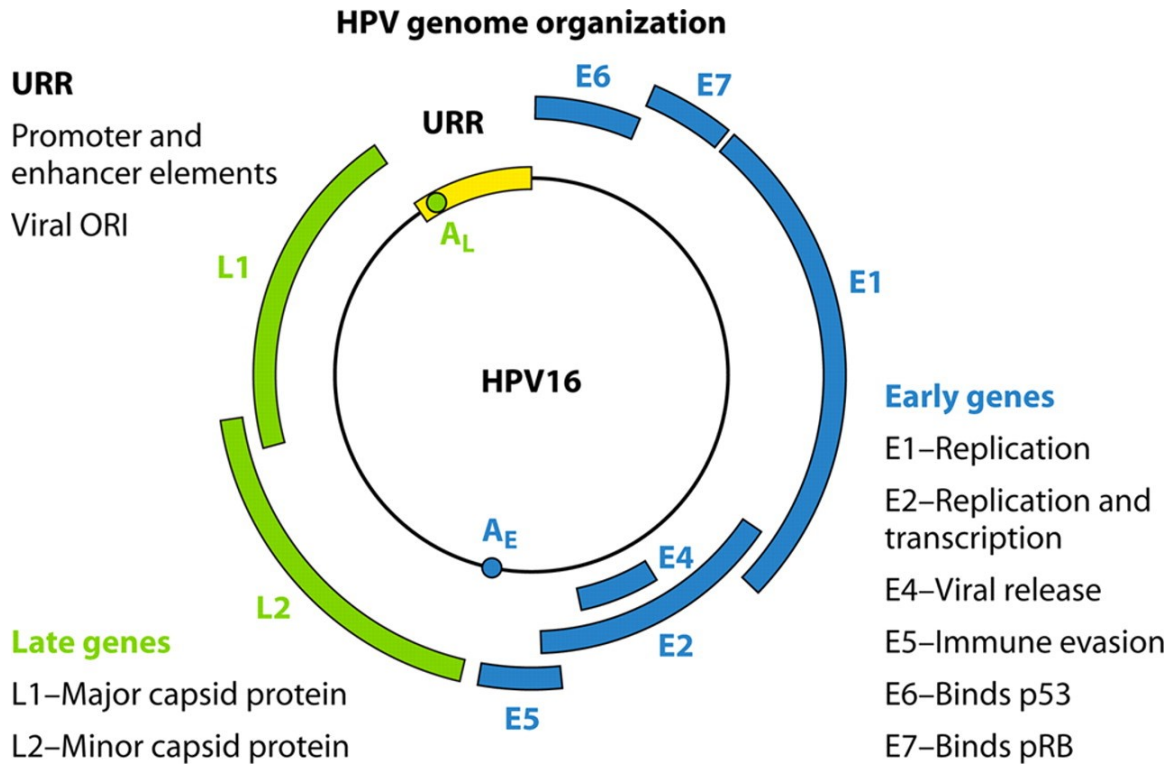 HPV genome organization
URR
Promoter and
enhancer elements
Viral ORI
URR
E6
E7
A_L
L1
E1
HPV16
A_E
E4
L2
E2
E5
Early genes
E1–Replication
E2–Replication and
transcription
E4–Viral release
E5–Immune evasion
E6–Binds p53
E7–Binds pRB
Late genes
L1–Major capsid protein
L2–Minor capsid protein